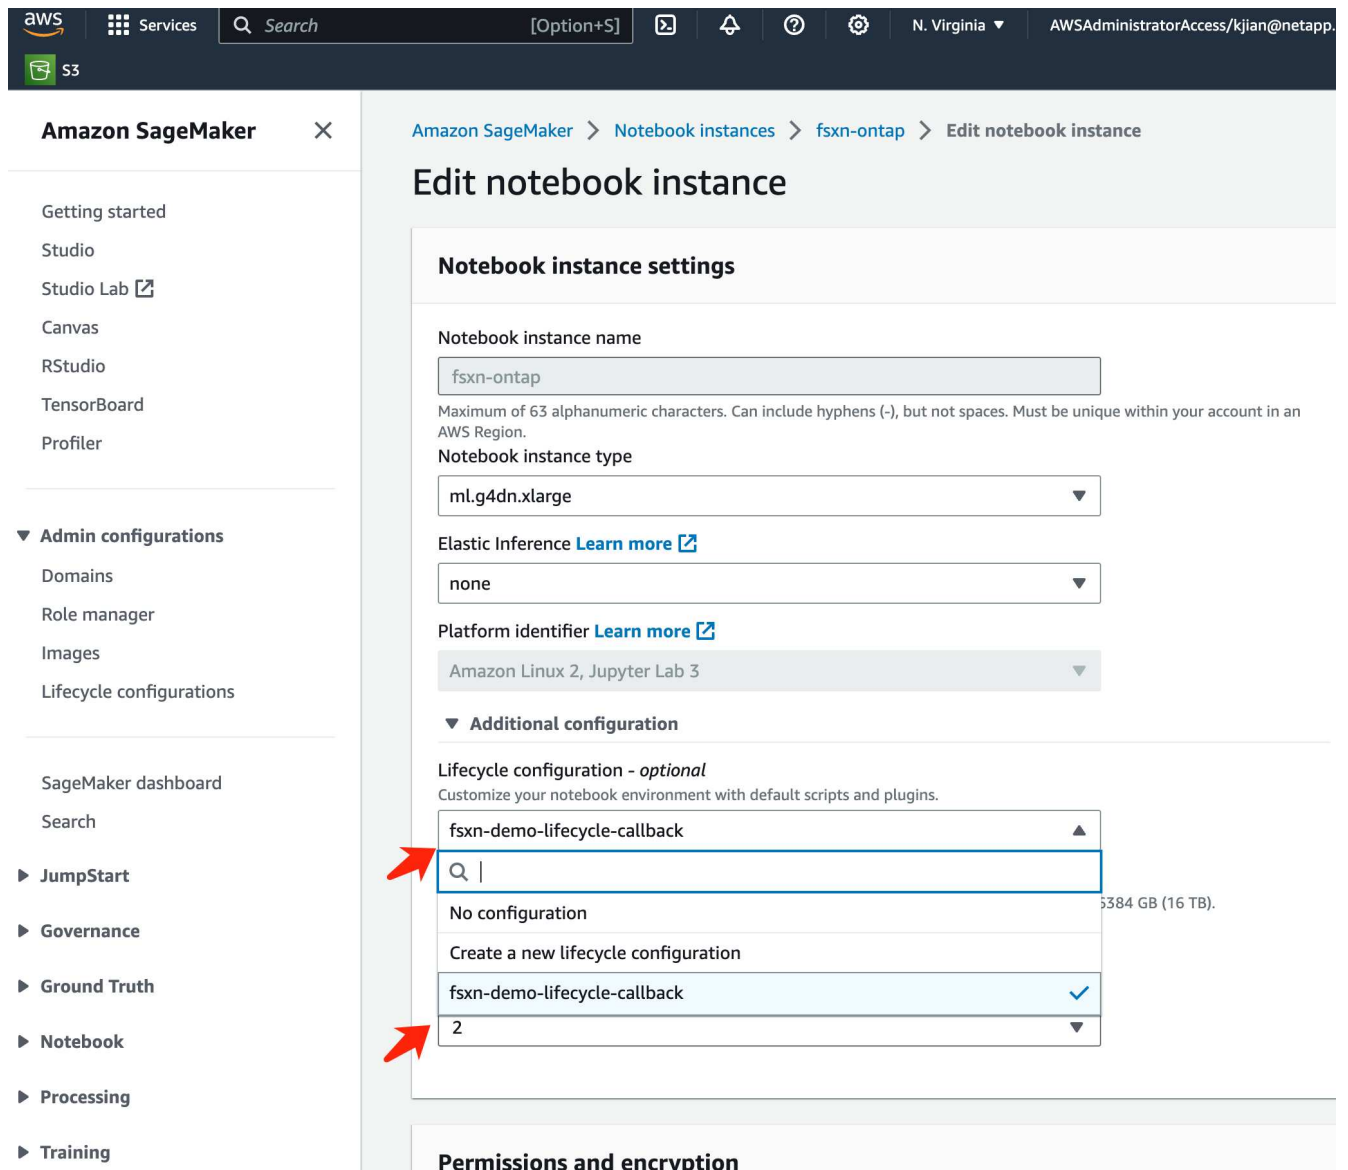 aws
Services
Search
[Option+S]
N. Virginia
AWSAdministratorAccess/kjian@netapp.
S3
Amazon SageMaker
Getting started
Studio
Studio Lab
Canvas
RStudio
TensorBoard
Profiler
Admin configurations
Domains
Role manager
Images
Lifecycle configurations
SageMaker dashboard
Search
JumpStart
Governance
Ground Truth
Notebook
Processing
Training
Amazon SageMaker > Notebook instances > fsxn-ontap > Edit notebook instance
Edit notebook instance
Notebook instance settings
Notebook instance name
fsxn-ontap
Maximum of 63 alphanumeric characters. Can include hyphens (-), but not spaces. Must be unique within your account in an
AWS Region.
Notebook instance type
ml.g4dn.xlarge
Elastic Inference Learn more
none
Platform identifier Learn more
Amazon Linux 2, Jupyter Lab 3
Additional configuration
Lifecycle configuration - optional
Customize your notebook environment with default scripts and plugins.
fsxn-demo-lifecycle-callback
No configuration
6384 GB (16 TB).
Create a new lifecycle configuration
fsxn-demo-lifecycle-callback
2
Permissions and encryption